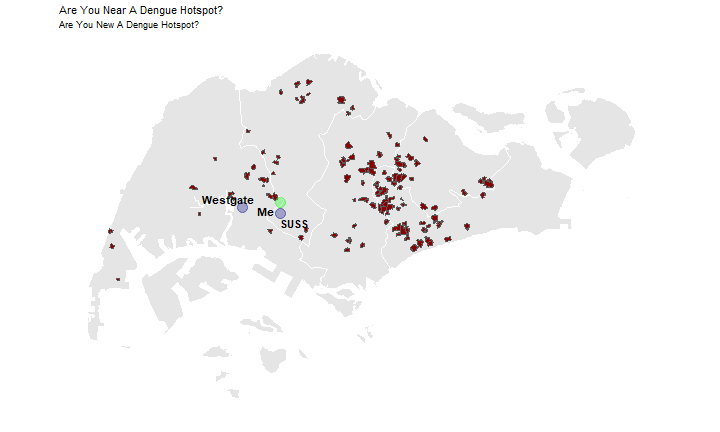 Are You Near A Dengue Hotspot?
Are You New A Dengue Hotspot?
Westgate
Me
SUSS